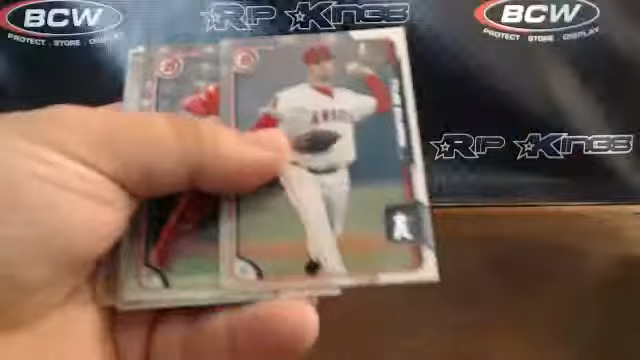 BCW
PROTECT · STORE · DISPLAY
RIP KINGS
BCW
PROTECT · STORE · DISPLAY
RIP KINGS